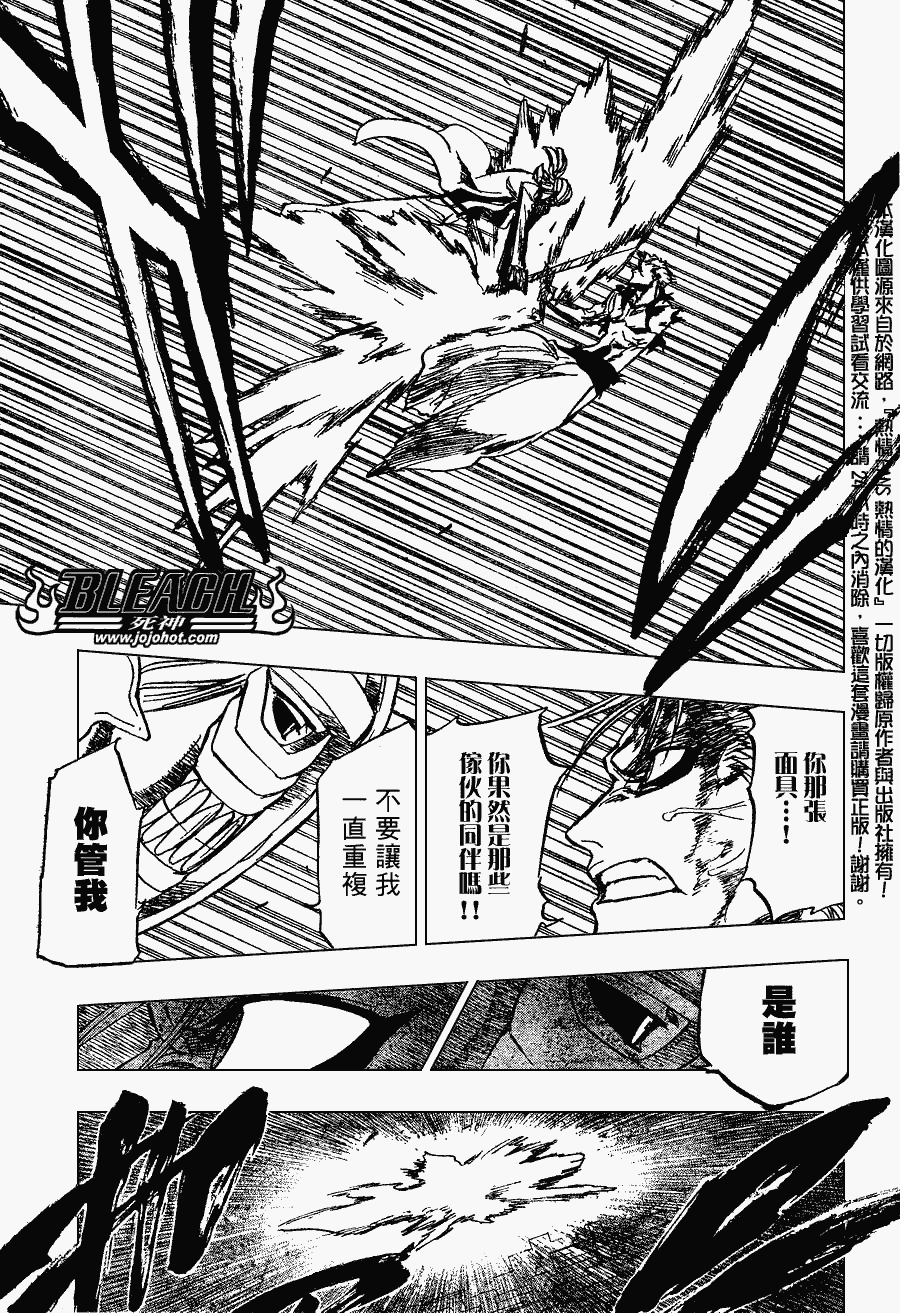 你那張
面具…！
你果然是那些
傢伙的同伴嗎!!
不要讓我
一直重複
你管我
是誰
BLEACH
死神
www.jojohot.com
本漢化圖源來自於網路，『熱情
熱情的漢化』一切版權歸原作者與出版社擁有！
僅供學習試看交流…請
時之內消除，喜歡這套漫畫請購買正版！謝謝。